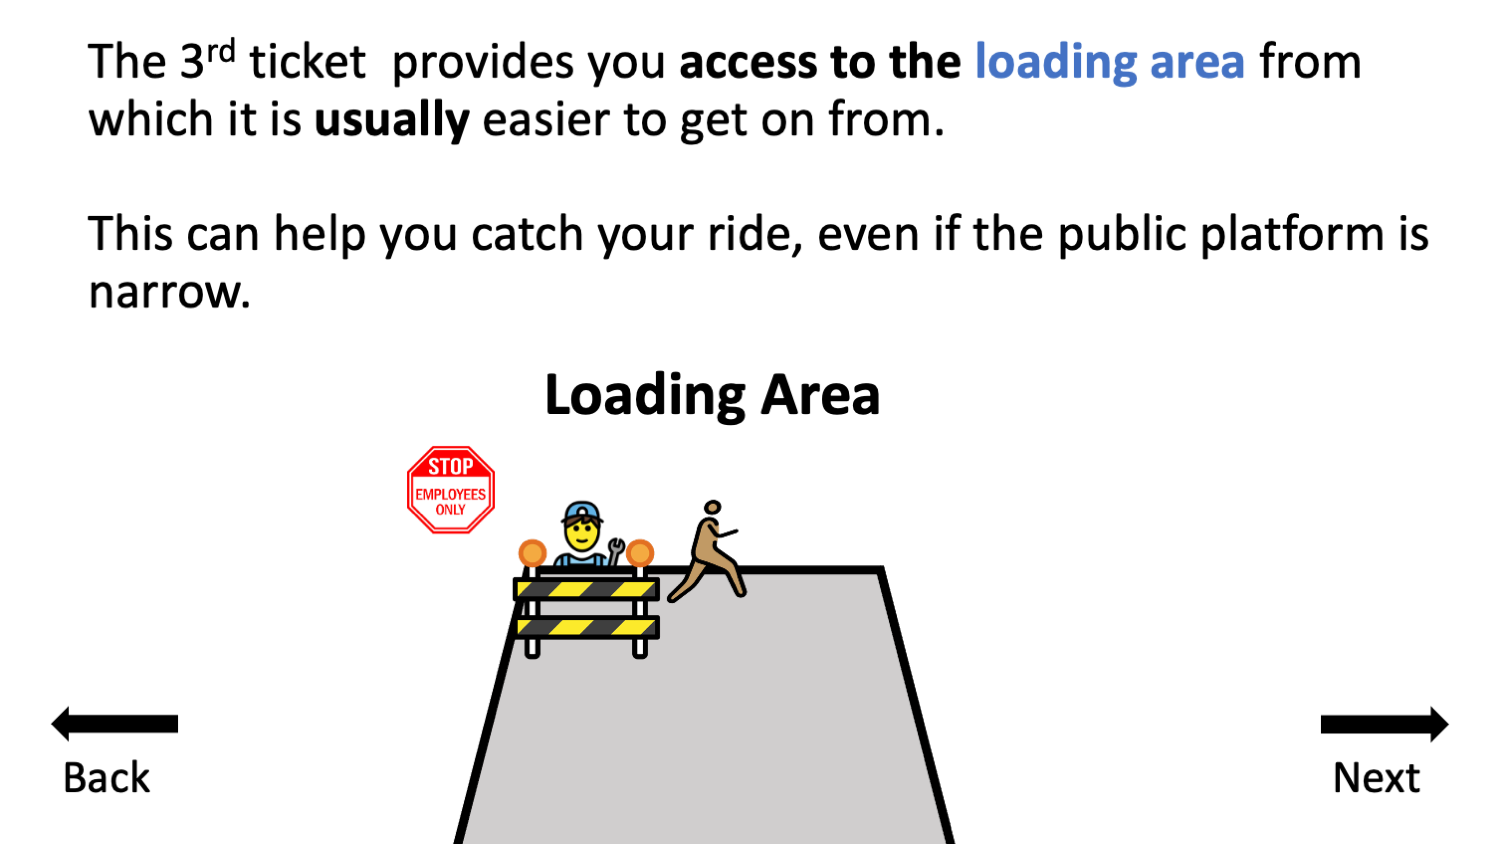 The 3rd ticket  provides you access to the loading area from
which it is usually easier to get on from.
This can help you catch your ride, even if the public platform is
narrow.
Loading Area
STOP
EMPLOYEES
ONLY
Back
Next